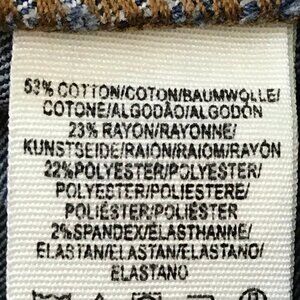 53% COTTON/COTON/BAUMWOLLE/
COTONE/ALGODÃO/ALGODÓN
23% RAYON/RAYONNE/
KUNSTSEIDE/RAION/RAIOM/RAYÓN
22%POLYESTER/POLYESTER/
POLYESTER/POLIESTERE/
POLIÉSTER/POLIÉSTER
2%SPANDEX/ÉLASTHANNE/
ELASTAN/ELASTAN/ELASTANO/
ELASTANO